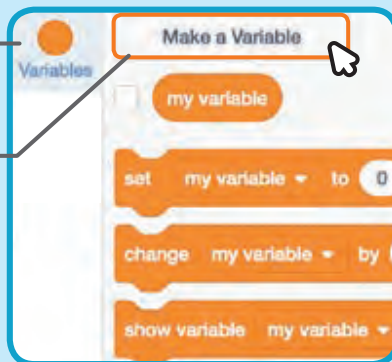 Make a Variable
Variables
my variable
set my variable to 0
change my variable by
show variable my variable